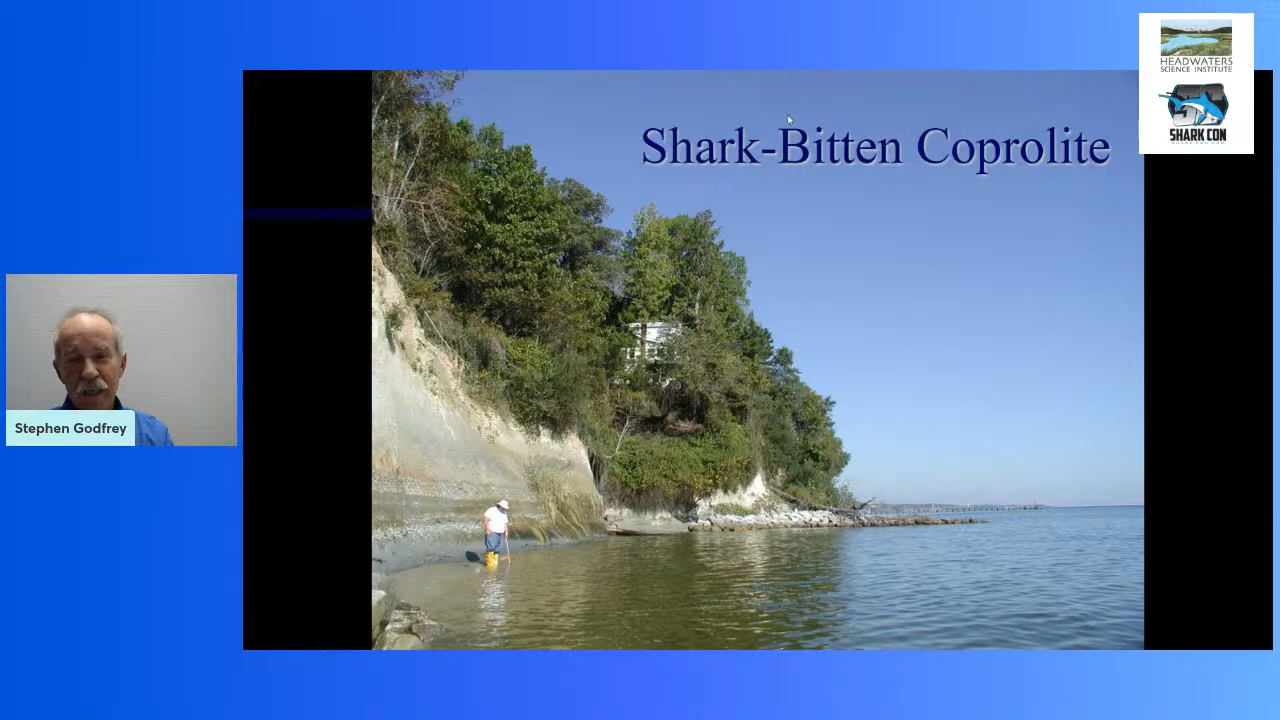 HEADWATERS
SCIENCE INSTITUTE
SHARK CON
Shark-Bitten Coprolite
Stephen Godfrey